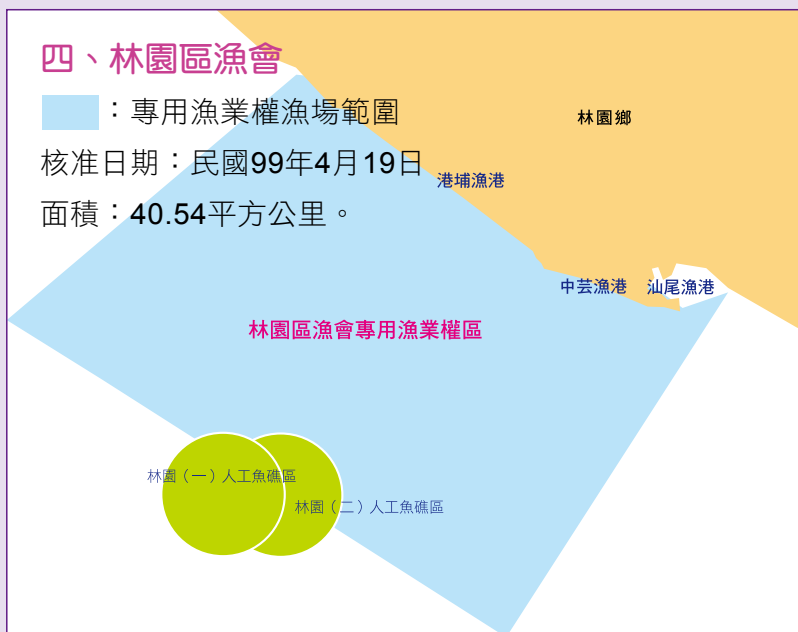 四、林園區漁會
：專用漁業權漁場範圍
核准日期：民國99年4月19日
面積：40.54平方公里。
林園鄉
港埔漁港
中芸漁港
汕尾漁港
林園區漁會專用漁業權區
林園（一）人工魚礁區
林園（二）人工魚礁區